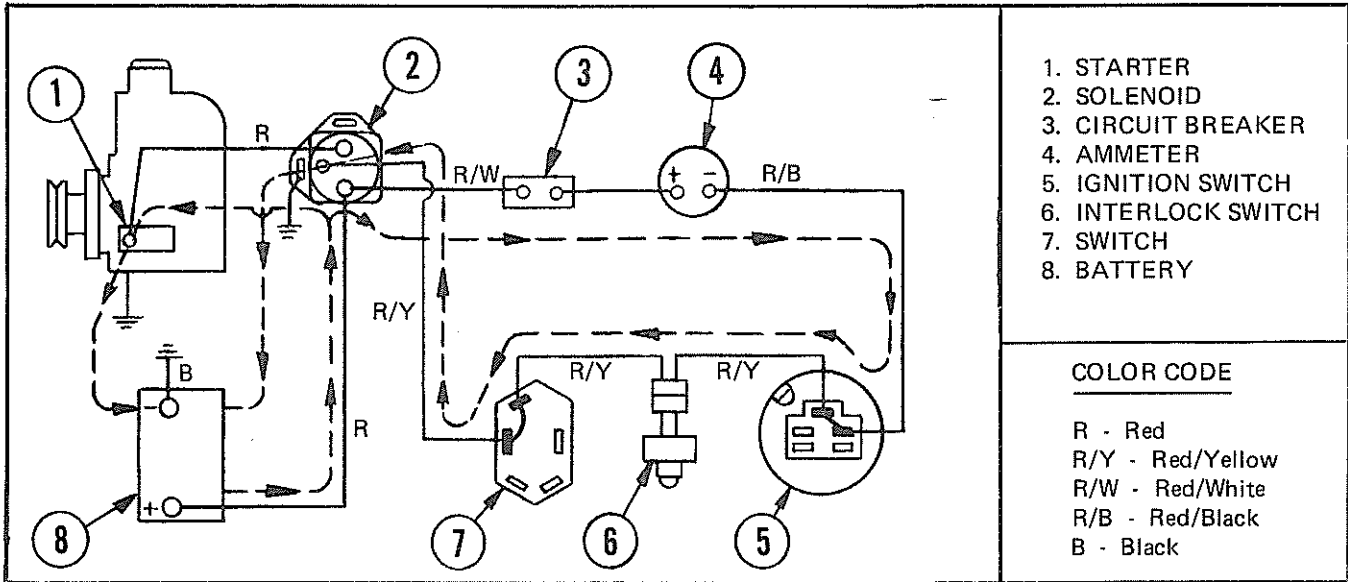 1
2
3
4
R
R/W
+ -
R/B
R/Y
B
R/Y
R/Y
R
+
8
7
6
5
1. STARTER
2. SOLENOID
3. CIRCUIT BREAKER
4. AMMETER
5. IGNITION SWITCH
6. INTERLOCK SWITCH
7. SWITCH
8. BATTERY
COLOR CODE
R - Red
R/Y - Red/Yellow
R/W - Red/White
R/B - Red/Black
B - Black